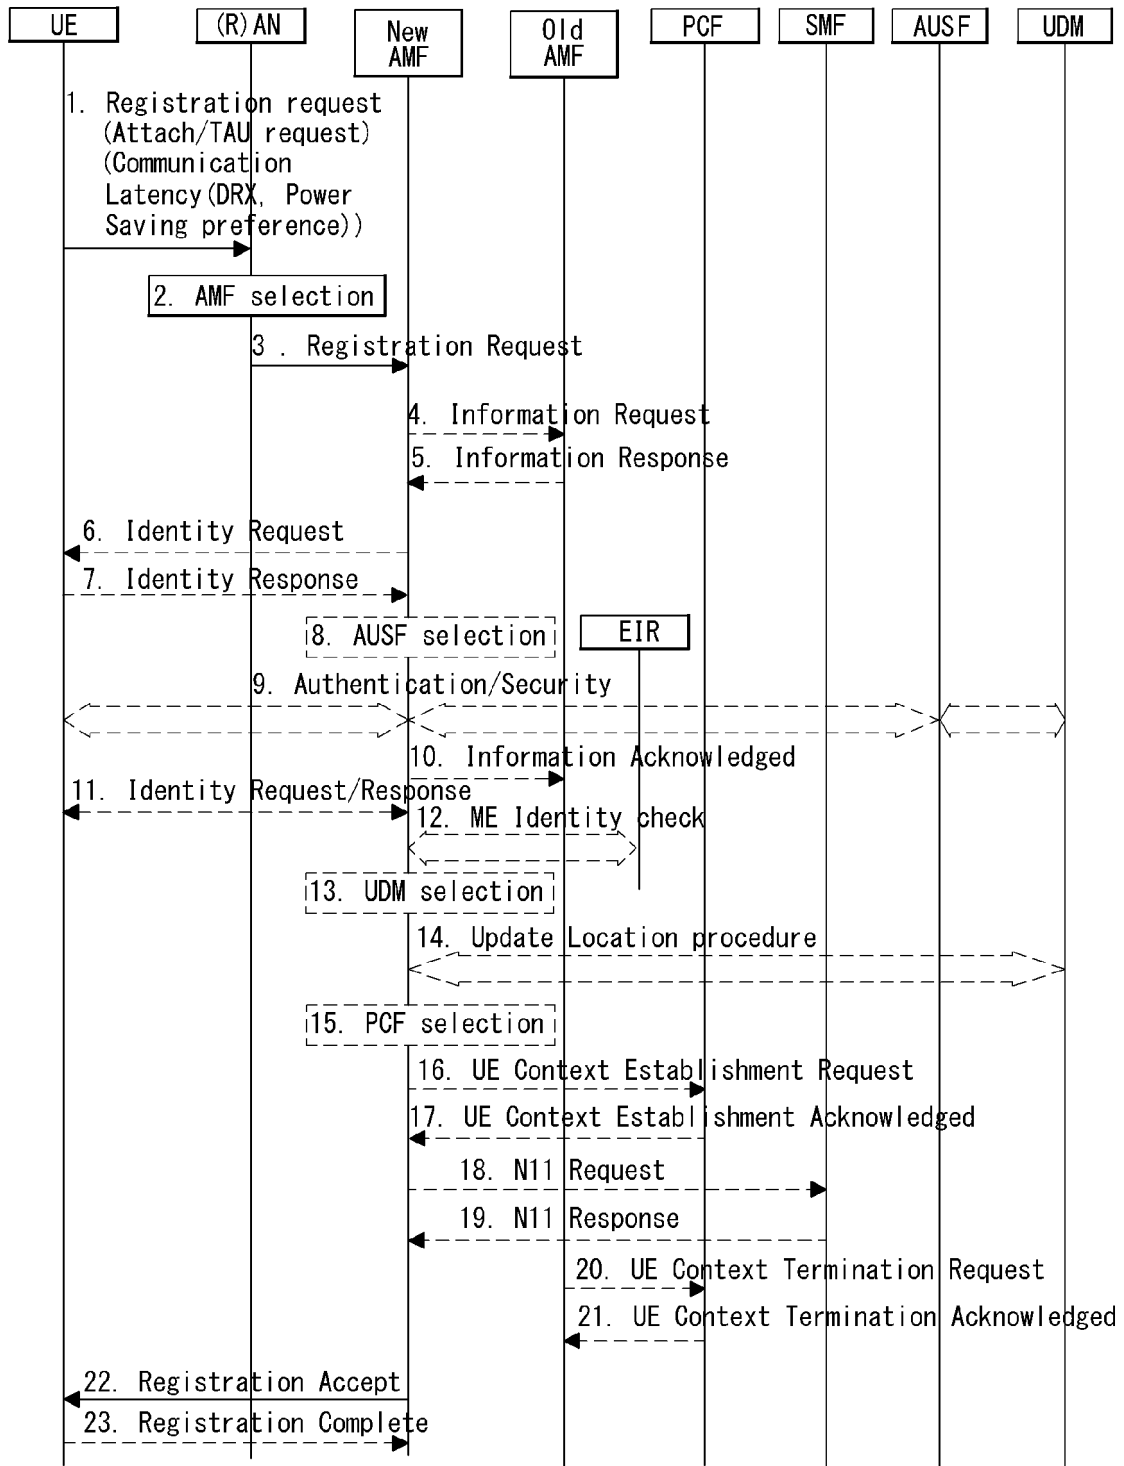 UE
(R)AN
New
AMF
Old
AMF
PCF
SMF
AUSF
UDM
1. Registration request
(Attach/TAU request)
(Communication
Latency(DRX, Power
Saving preference))
2. AMF selection
3 . Registration Request
4. Information Request
5. Information Response
6. Identity Request
7. Identity Response
8. AUSF selection
EIR
9. Authentication/Security
10. Information Acknowledged
11. Identity Request/Response
12. ME Identity check
13. UDM selection
14. Update Location procedure
15. PCF selection
16. UE Context Establishment Request
17. UE Context Establishment Acknowledged
18. N11 Request
19. N11 Response
20. UE Context Termination Request
21. UE Context Termination Acknowledged
22. Registration Accept
23. Registration Complete